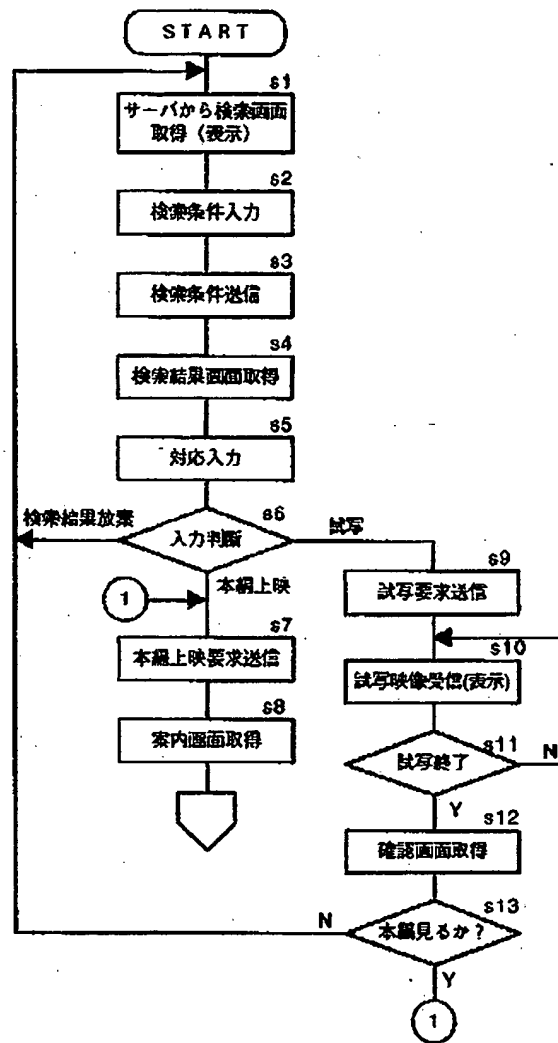 START
s1
サーバから検索画面
取得（表示）
s2
検索条件入力
s3
検索条件送信
s4
検索結果画面取得
s5
対応入力
s6
入力判断
検索結果放棄
試写
本編上映
1
s7
本編上映要求送信
s8
案内画面取得
s9
試写要求送信
s10
試写映像受信(表示)
s11
試写終了
N
Y
s12
確認画面取得
s13
本編見るか？
N
Y
1